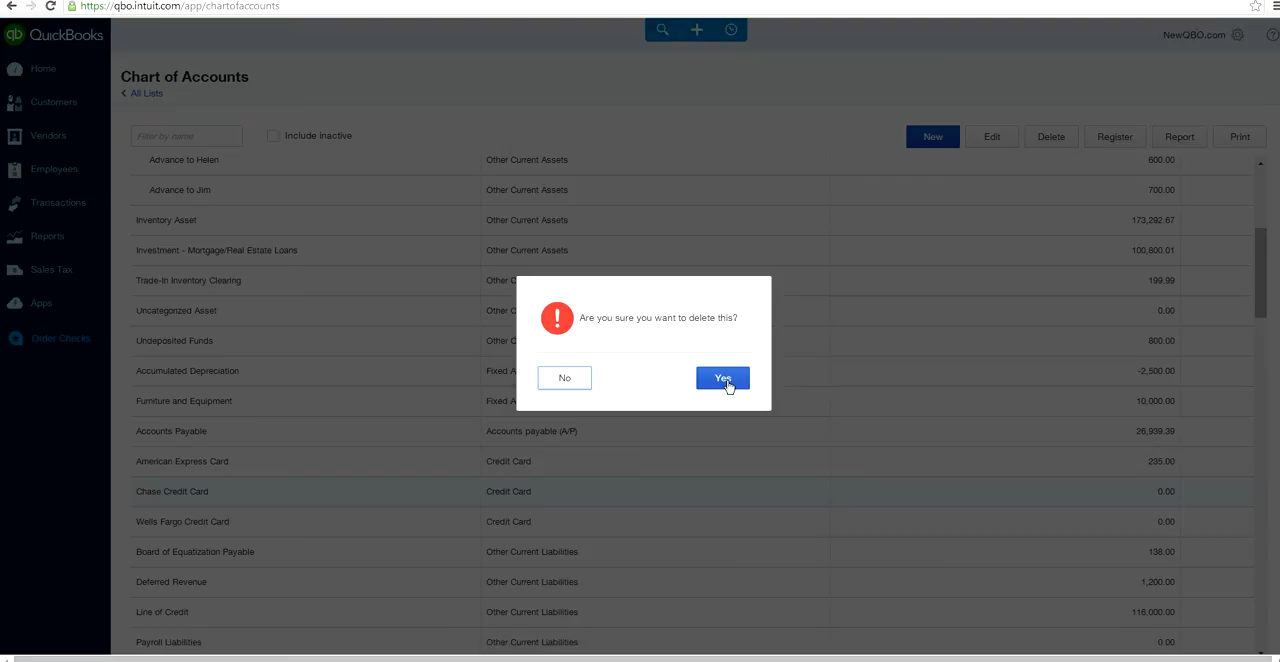 https://qbo.intuit.com/app/chartofaccounts
qb QuickBooks
NewQBO.com
?
Home
Customers
Vendors
Employees
Transactions
Reports
Sales Tax
Apps
Order Checks
Chart of Accounts
All Lists
Filter by name
Include inactive
New Edit Delete Register Report Print
Advance to Helen Other Current Assets 600.00
Advance to Jim Other Current Assets 700.00
Inventory Asset Other Current Assets 173,292.67
Investment - Mortgage/Real Estate Loans Other Current Assets 100,800.01
Trade-In Inventory Clearing Other C 199.99
Uncategorized Asset Other C 0.00
Undeposited Funds Other C 800.00
Accumulated Depreciation Fixed A -2,500.00
Furniture and Equipment Fixed A 10,000.00
Accounts Payable Accounts payable (A/P) 26,939.39
American Express Card Credit Card 235.00
Chase Credit Card Credit Card 0.00
Wells Fargo Credit Card Credit Card 0.00
Board of Equatization Payable Other Current Liabilities 138.00
Deferred Revenue Other Current Liabilities 1,200.00
Line of Credit Other Current Liabilities 116,000.00
Payroll Liabilities Other Current Liabilities 0.00
! Are you sure you want to delete this?
No Yes